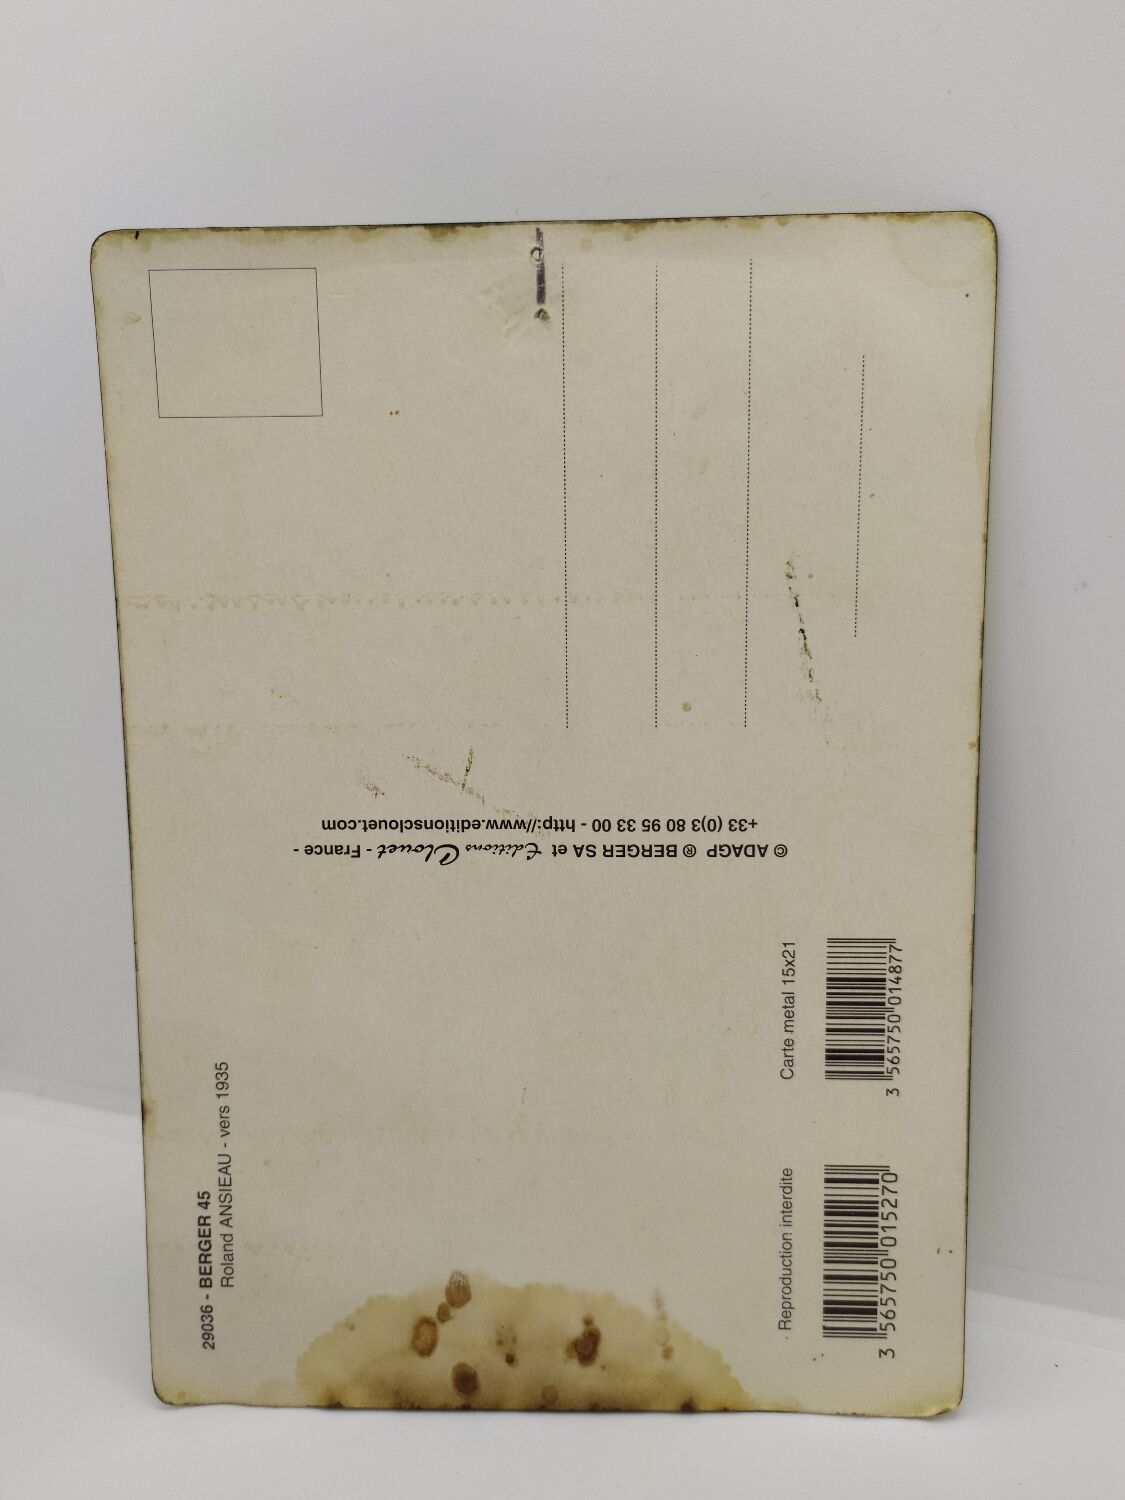 29036 - BERGER 45
Roland ANSIEAU - vers 1935
© ADAGP ® BERGER SA et Editions Clouet - France -
+33 (0)3 80 95 33 00 - http://www.editionsclouet.com
Reproduction interdite
3 565750 015270
Carte metal 15x21
3 565750 014877